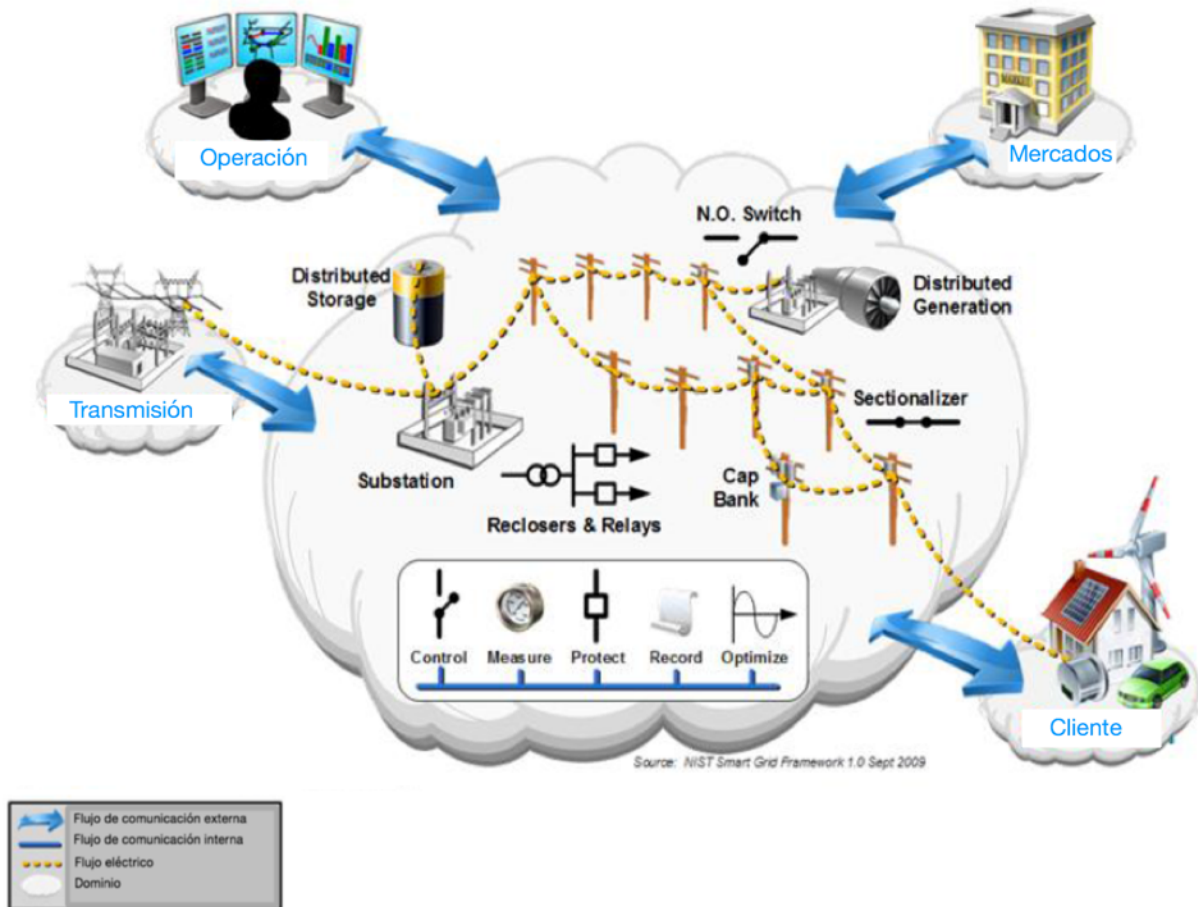 Operación
MARKET
Mercados
N.O. Switch
Distributed
Storage
Distributed
Generation
Transmisión
Sectionalizer
Substation
Cap
Bank
Reclosers & Relays
Control Measure Protect Record Optimize
Cliente
Source: NIST Smart Grid Framework 1.0 Sept 2009
Flujo de comunicación externa
Flujo de comunicación interna
Flujo eléctrico
Dominio